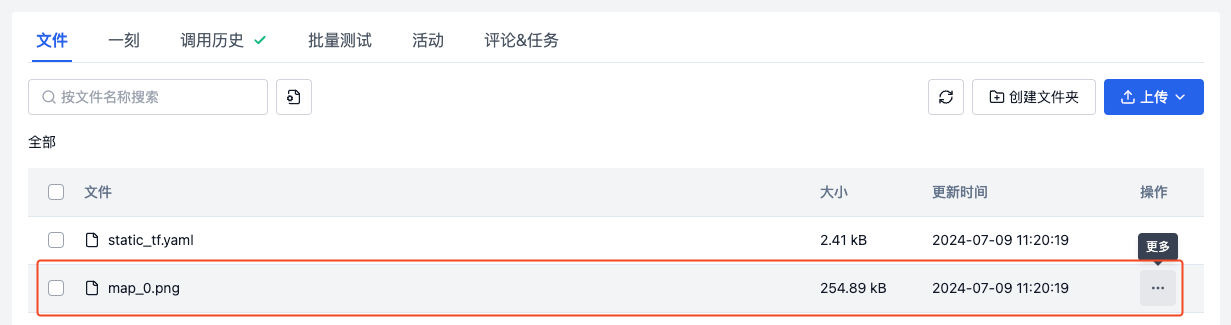 文件 一刻 调用历史 批量测试 活动 评论&任务
按文件名称搜索 创建文件夹 上传
全部
文件 大小 更新时间 操作
static_tf.yaml 2.41 kB 2024-07-09 11:20:19
更多
map_0.png 254.89 kB 2024-07-09 11:20:19